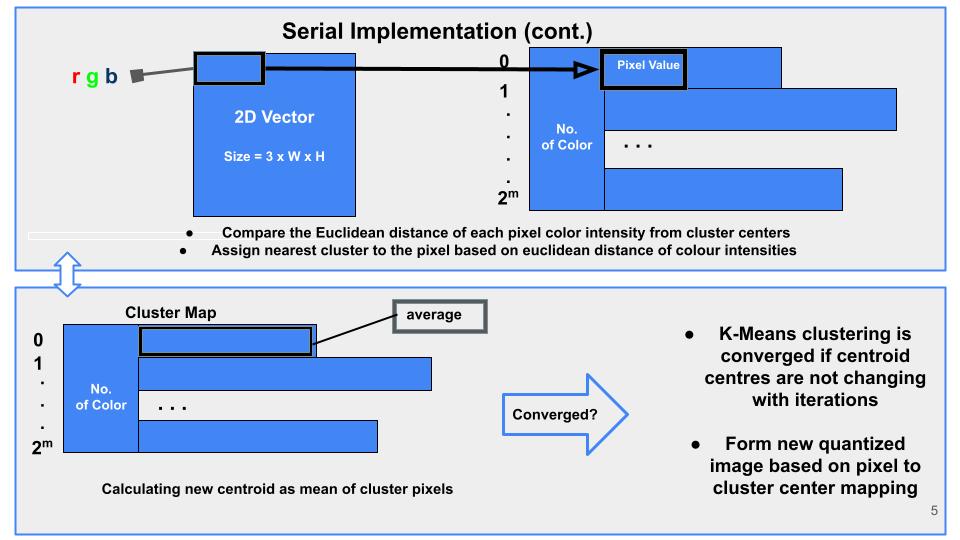 Serial Implementation (cont.)
r g b
2D Vector
Size = 3 x W x H
0
1
.
.
.
.
2ᵐ
No.
of Color
Pixel Value
. . .
● Compare the Euclidean distance of each pixel color intensity from cluster centers
● Assign nearest cluster to the pixel based on euclidean distance of colour intensities
Cluster Map
average
0
1
.
.
.
2ᵐ
No.
of Color
. . .
Calculating new centroid as mean of cluster pixels
Converged?
● K-Means clustering is
converged if centroid
centres are not changing
with iterations
● Form new quantized
image based on pixel to
cluster center mapping
5